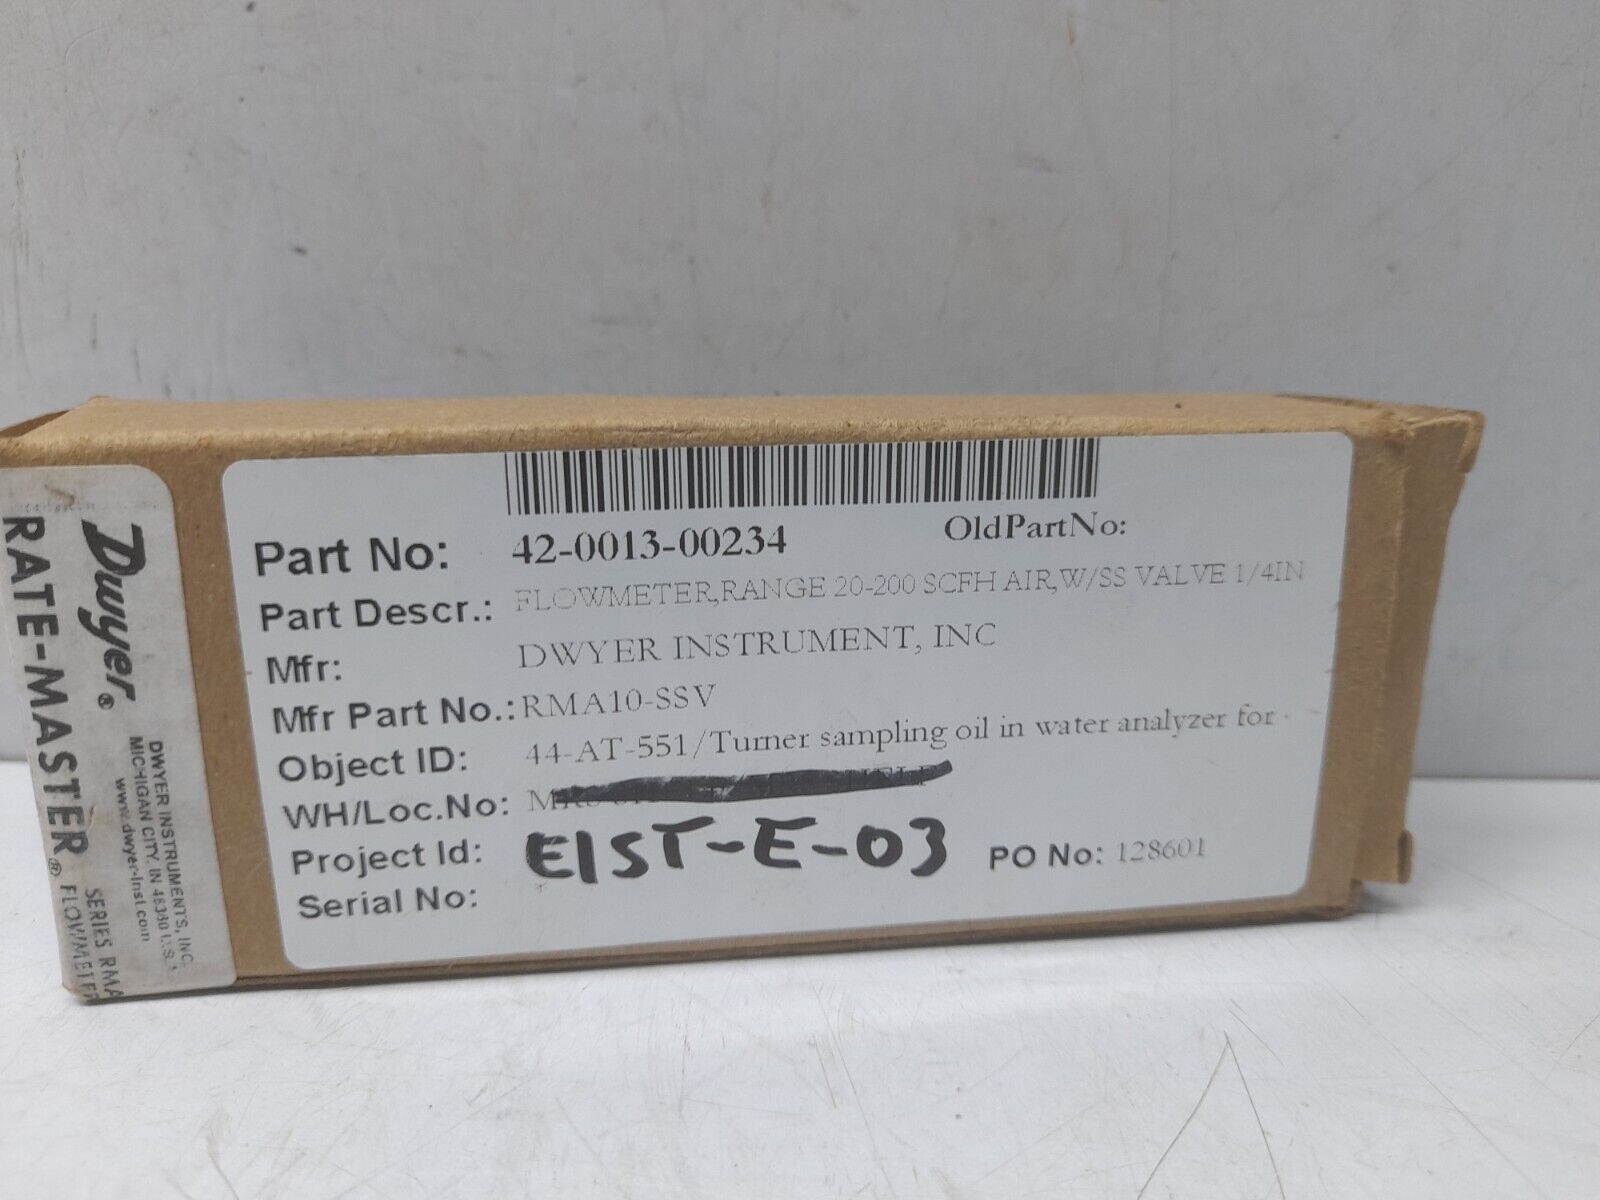 Dwyer®
DWYER INSTRUMENTS, INC.
MICHIGAN CITY, IN 46360 U.S.A.
www.dwyer-inst.com
RATE-MASTER® SERIES RMA
FLOWMETER
Part No: 42-0013-00234 OldPartNo:
Part Descr.: FLOWMETER,RANGE 20-200 SCFH AIR,W/SS VALVE 1/4IN
Mfr: DWYER INSTRUMENT, INC
Mfr Part No.: RMA10-SSV
Object ID: 44-AT-551/Turner sampling oil in water analyzer for
WH/Loc.No:
Project Id: E1ST-E-03 PO No: 128601
Serial No: